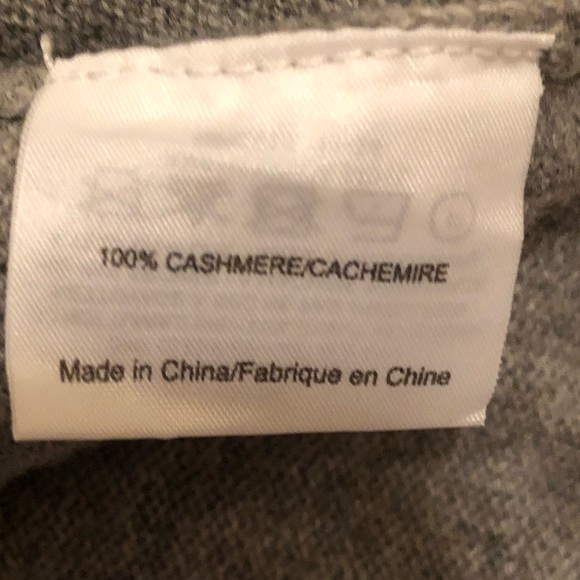 100% CASHMERE/CACHEMIRE
Made in China/Fabrique en Chine